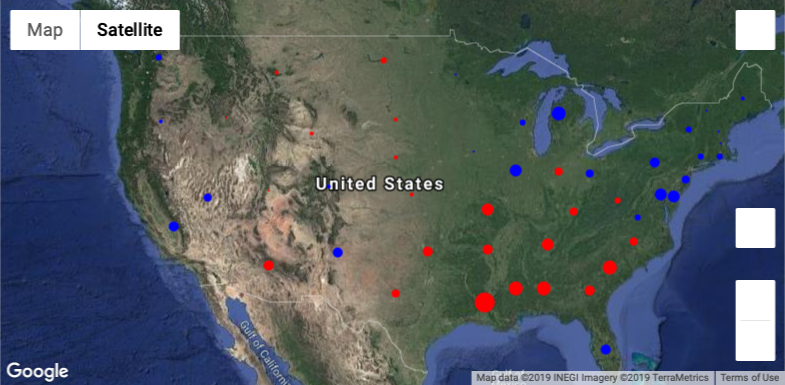 Map Satellite
United States
Gulf of California
Google
Map data ©2019 INEGI Imagery ©2019 TerraMetrics Terms of Use